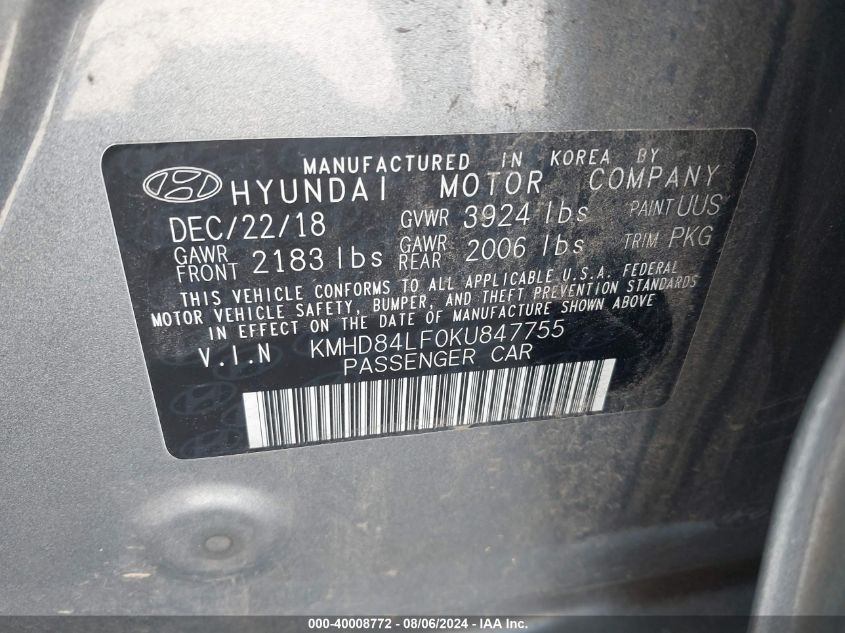 MANUFACTURED IN KOREA BY
HYUNDAI MOTOR COMPANY
DEC/22/18 GVWR 3924 lbs PAINT UUS
GAWR FRONT 2183 lbs GAWR REAR 2006 lbs TRIM PKG
THIS VEHICLE CONFORMS TO ALL APPLICABLE U.S.A. FEDERAL
MOTOR VEHICLE SAFETY, BUMPER, AND THEFT PREVENTION STANDARDS
IN EFFECT ON THE DATE OF MANUFACTURE SHOWN ABOVE
V.I.N KMHD84LF0KU847755
PASSENGER CAR
000-40008772 - 08/06/2024 - IAA Inc.